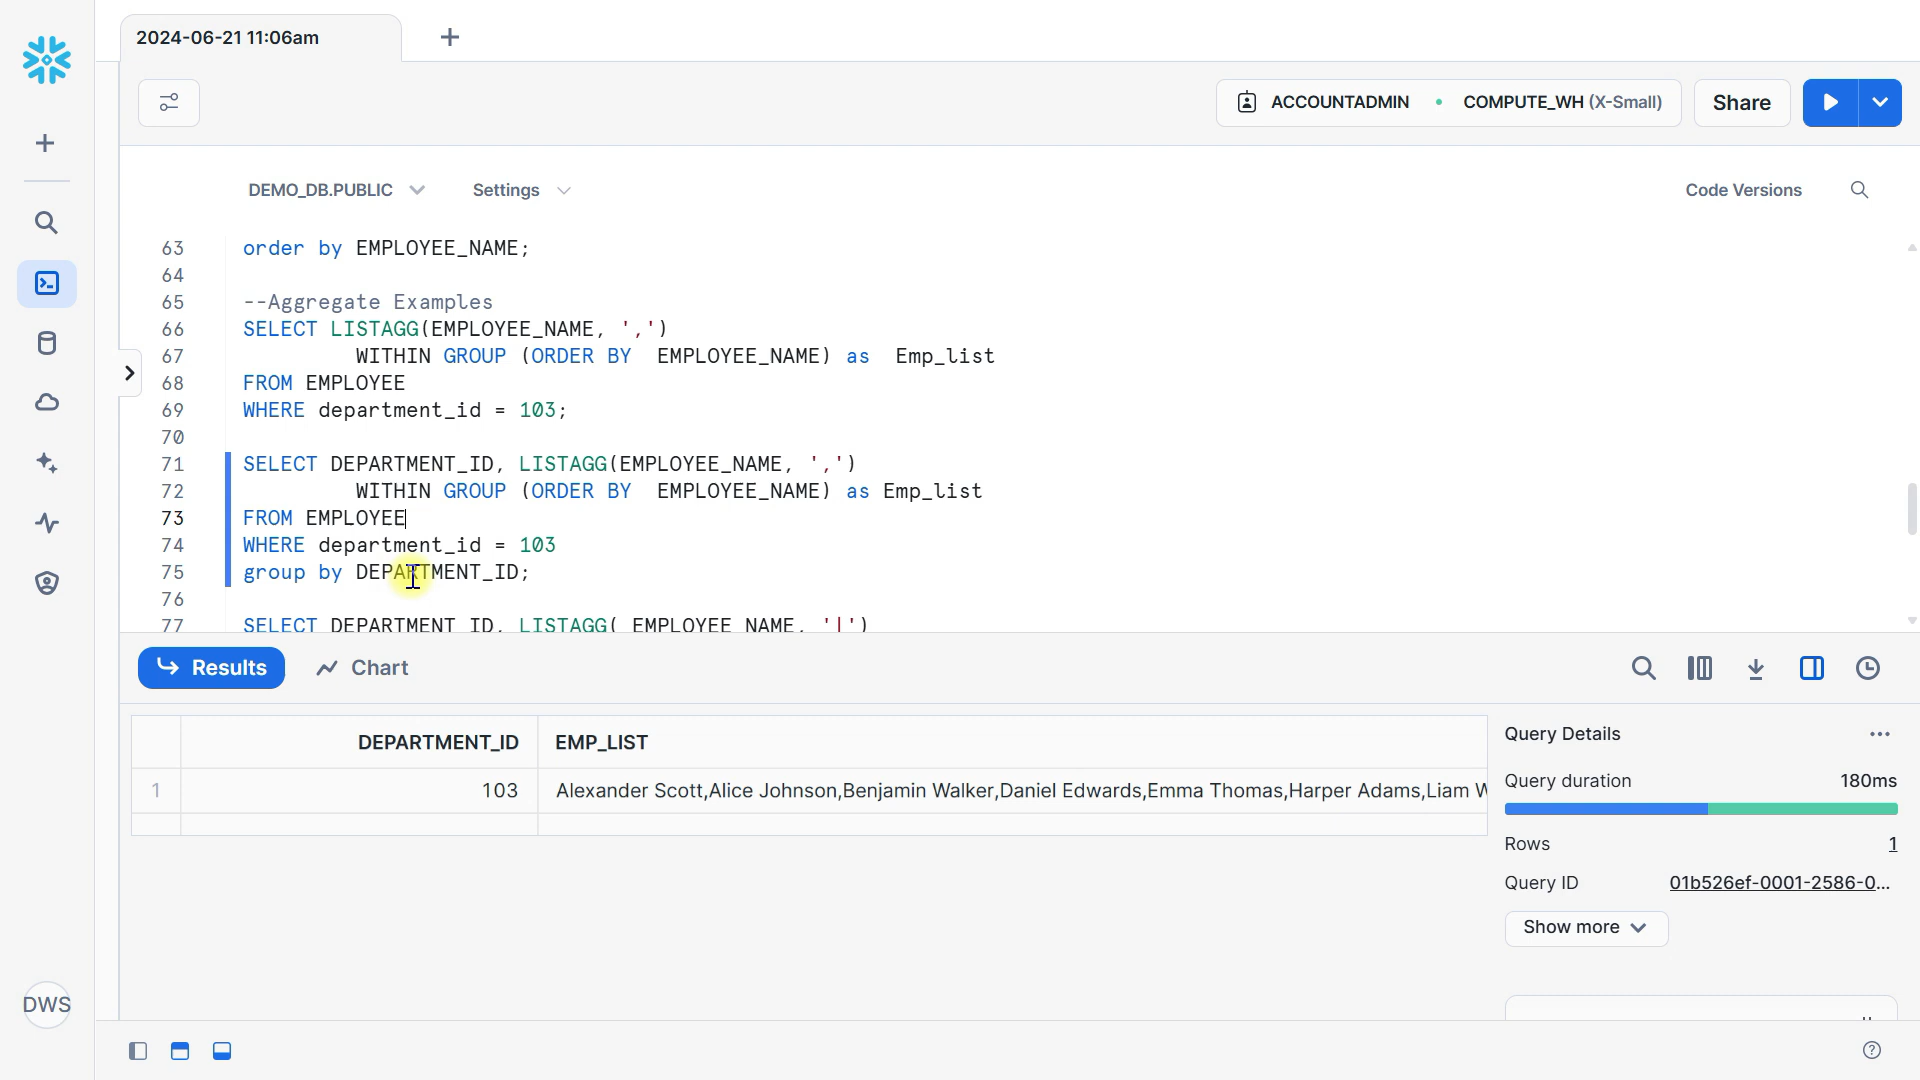 2024-06-21 11:06am
ACCOUNTADMIN • COMPUTE_WH (X-Small)
Share
DEMO_DB.PUBLIC
Settings
Code Versions
63 order by EMPLOYEE_NAME;
64
65 --Aggregate Examples
66 SELECT LISTAGG(EMPLOYEE_NAME, ',')
67 WITHIN GROUP (ORDER BY EMPLOYEE_NAME) as Emp_list
68 FROM EMPLOYEE
69 WHERE department_id = 103;
70
71 SELECT DEPARTMENT_ID, LISTAGG(EMPLOYEE_NAME, ',')
72 WITHIN GROUP (ORDER BY EMPLOYEE_NAME) as Emp_list
73 FROM EMPLOYEE
74 WHERE department_id = 103
75 group by DEPARTMENT_ID;
76
77 SELECT DEPARTMENT_ID, LISTAGG( EMPLOYEE_NAME, '|')
Results
Chart
DEPARTMENT_ID EMP_LIST
1 103 Alexander Scott,Alice Johnson,Benjamin Walker,Daniel Edwards,Emma Thomas,Harper Adams,Liam W
Query Details
Query duration 180ms
Rows 1
Query ID 01b526ef-0001-2586-0...
Show more
DWS